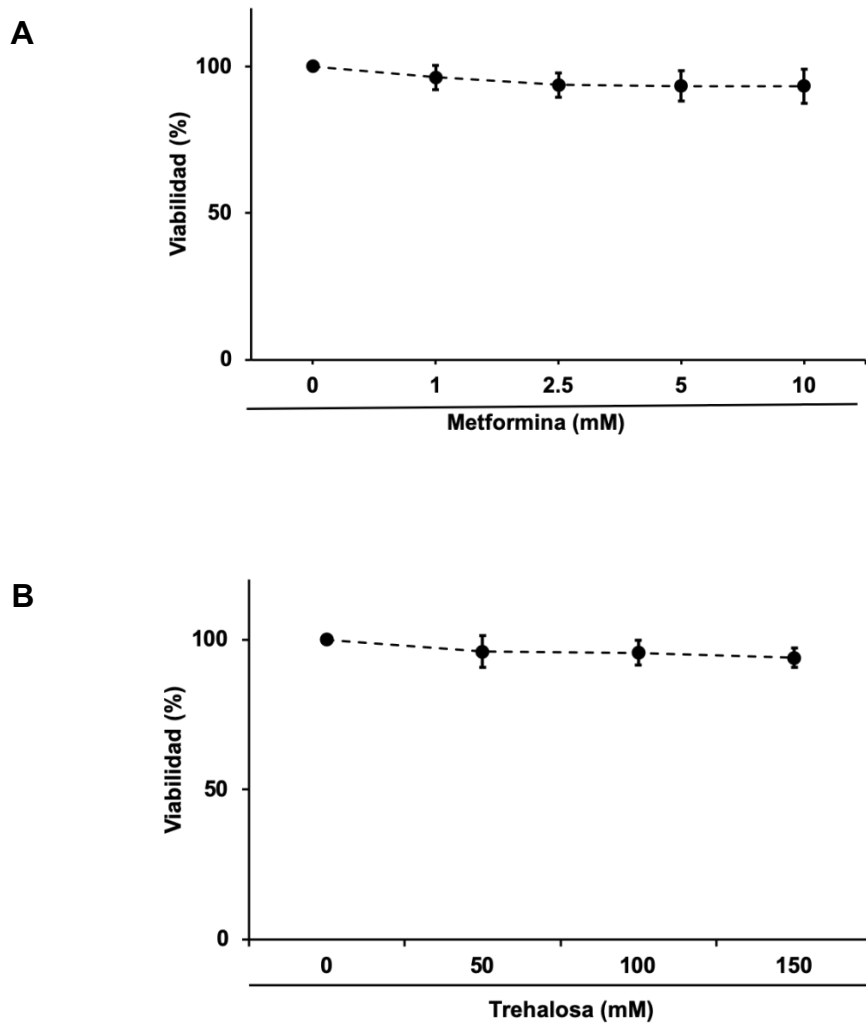 A
Viabilidad (%)
100
50
0
0 1 2.5 5 10
Metformina (mM)
B
Viabilidad (%)
100
50
0
0 50 100 150
Trehalosa (mM)